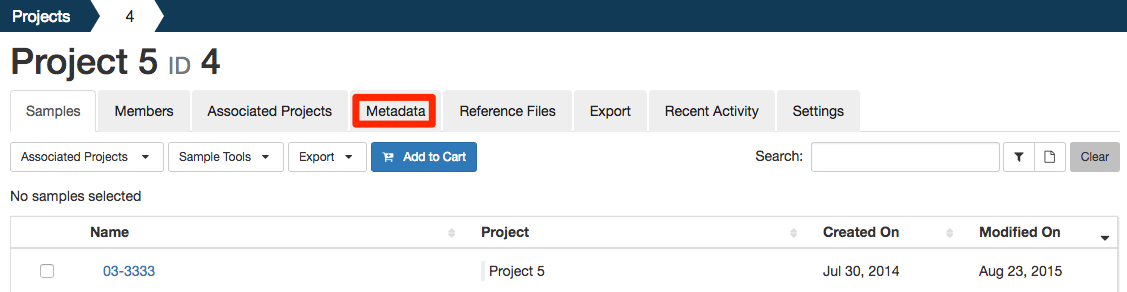 Projects 4
Project 5 ID 4
Samples Members Associated Projects Metadata Reference Files Export Recent Activity Settings
Associated Projects Sample Tools Export Add to Cart Search: Clear
No samples selected
Name Project Created On Modified On
03-3333 Project 5 Jul 30, 2014 Aug 23, 2015